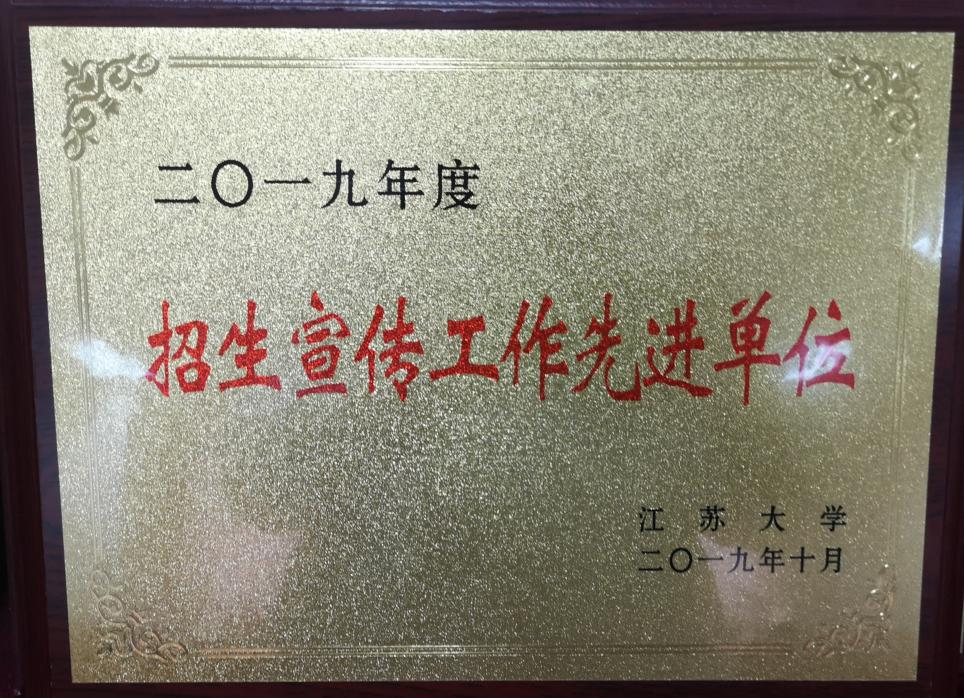 二〇一九年度
招生宣传工作先进单位
江苏大学
二〇一九年十月